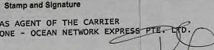 Stamp and Signature
AS AGENT OF THE CARRIER
ONE - OCEAN NETWORK EXPRESS PTE. LTD.